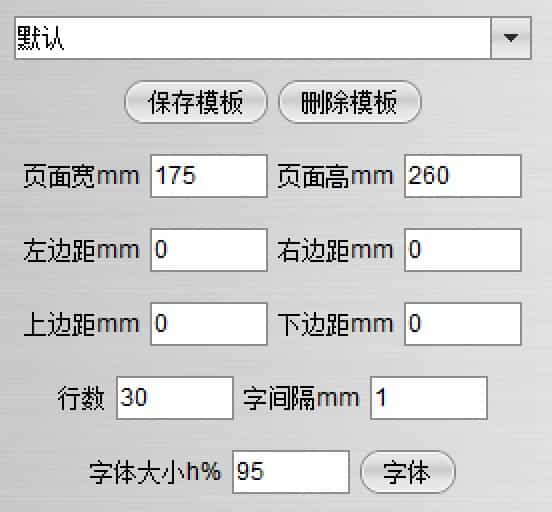 默认
保存模板 删除模板
页面宽mm 175 页面高mm 260
左边距mm 0 右边距mm 0
上边距mm 0 下边距mm 0
行数 30 字间隔mm 1
字体大小h% 95 字体